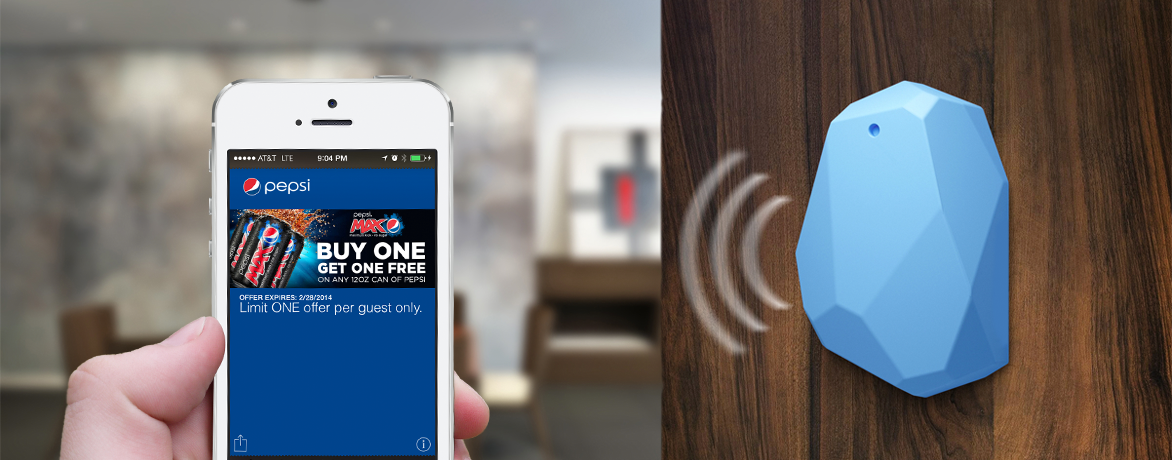 AT&T LTE 9:04 PM
pepsi
pepsi
MAX
BUY ONE
GET ONE FREE
ON ANY 12OZ CAN OF PEPSI
OFFER EXPIRES: 2/28/2014
Limit ONE offer per guest only.